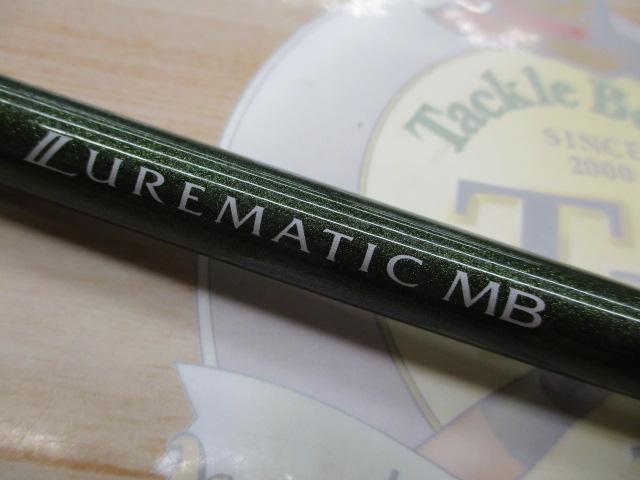 LUREMATIC MB
Tackle
SINCE
2000
T